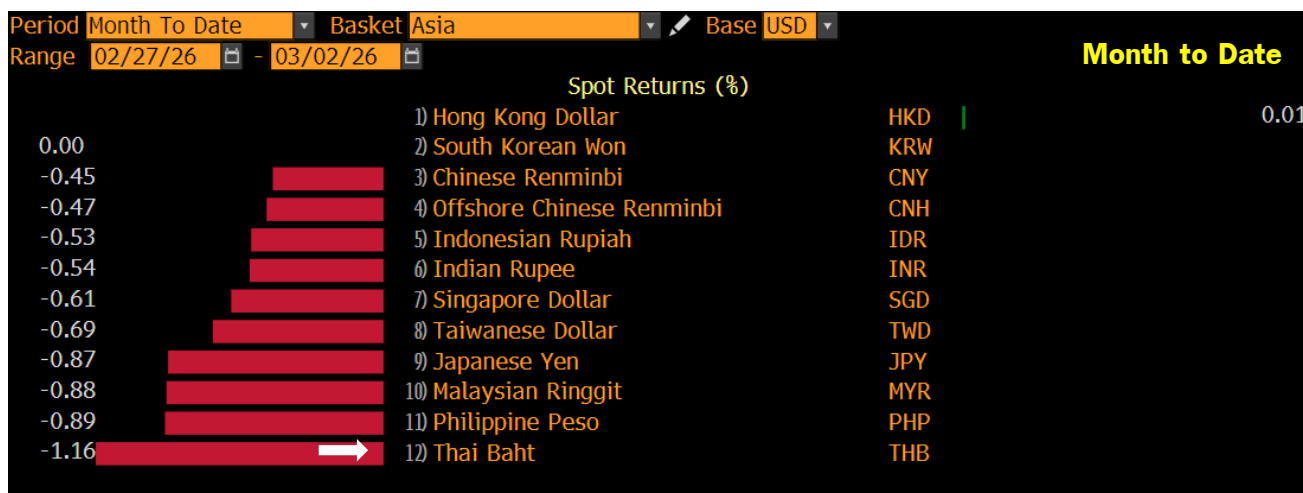 Period Month To Date Basket Asia Base USD
Range 02/27/26 - 03/02/26
Month to Date
Spot Returns (%)
1) Hong Kong Dollar HKD 0.01
0.00 2) South Korean Won KRW
-0.45 3) Chinese Renminbi CNY
-0.47 4) Offshore Chinese Renminbi CNH
-0.53 5) Indonesian Rupiah IDR
-0.54 6) Indian Rupee INR
-0.61 7) Singapore Dollar SGD
-0.69 8) Taiwanese Dollar TWD
-0.87 9) Japanese Yen JPY
-0.88 10) Malaysian Ringgit MYR
-0.89 11) Philippine Peso PHP
-1.16 12) Thai Baht THB